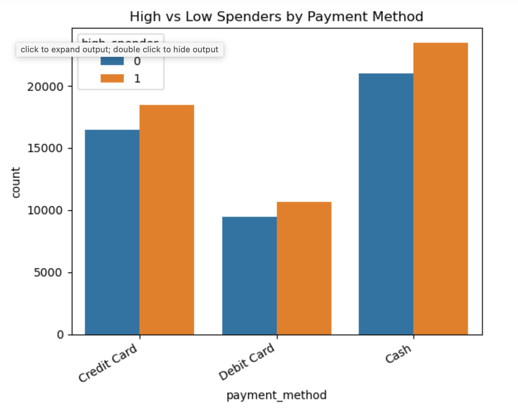 High vs Low Spenders by Payment Method
click to expand output; double click to hide output
0
1
20000
15000
10000
5000
0
count
Credit Card
Debit Card
Cash
payment_method